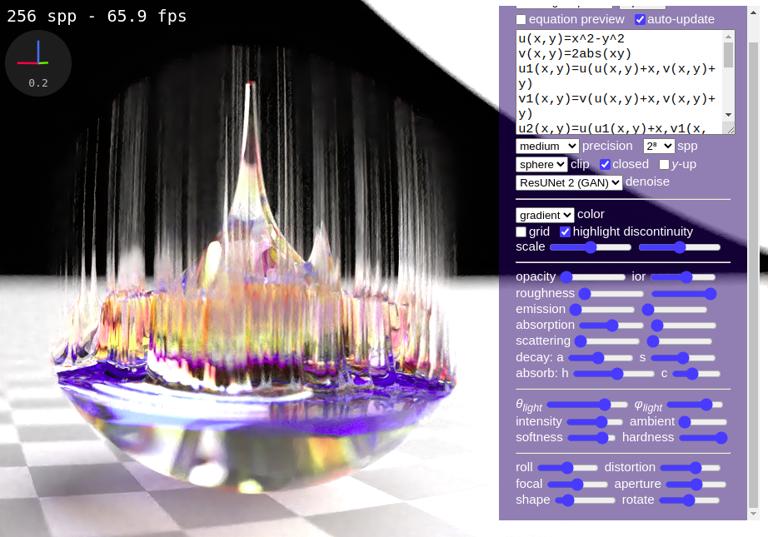 256 spp - 65.9 fps
0.2
equation preview auto-update
u(x,y)=x^2-y^2
v(x,y)=2abs(xy)
u1(x,y)=u(u(x,y)+x,v(x,y)+
y)
v1(x,y)=v(u(x,y)+x,v(x,y)+
y)
u2(x,y)=u(u1(x,y)+x,v1(x,
medium precision 2⁸ spp
sphere clip closed y-up
ResUNet 2 (GAN) denoise
gradient color
grid highlight discontinuity
scale
opacity ior
roughness
emission
absorption
scattering
decay: a s
absorb: h c
θlight φlight
intensity ambient
softness hardness
roll distortion
focal aperture
shape rotate